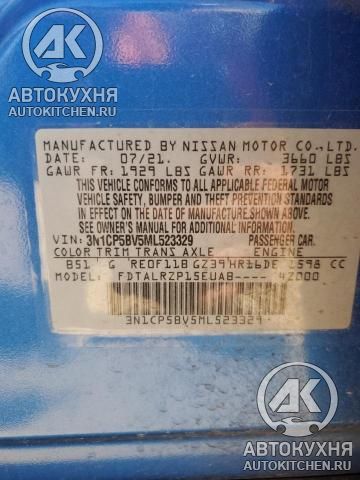 АК
АВТОКУХНЯ
AUTOKITCHEN.RU
MANUFACTURED BY NISSAN MOTOR CO.,LTD.
DATE: 07/21. GVWR: 3660 LBS
GAWR FR: 1929 LBS GAWR RR: 1731 LBS
THIS VEHICLE CONFORMS TO ALL APPLICABLE FEDERAL MOTOR
VEHICLE SAFETY, BUMPER AND THEFT PREVENTION STANDARDS
IN EFFECT ON THE DATE OF MANUFACTURE SHOWN ABOVE. SEE
OWNER'S MANUAL FOR ADDITIONAL INFORMATION.
VIN: 3N1CP5BV5ML523329 PASSENGER CAR.
COLOR TRIM TRANS AXLE ENGINE
B51 G RE0F11B GZ39 HR16DE 1598 CC
MODEL: FDTALRZP15EUAB---- 42000
3N1CP5BV5ML523329
АК
АВТОКУХНЯ
AUTOKITCHEN.RU